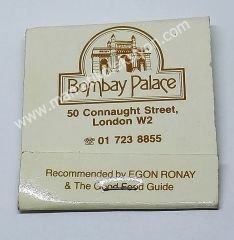 Bombay Palace
50 Connaught Street,
London W2
☏ 01 723 8855
Recommended by EGON RONAY
& The Good Food Guide